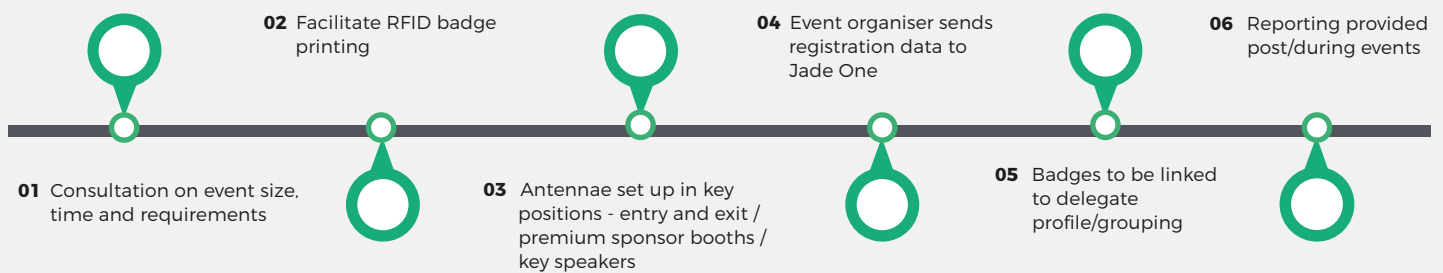 01 Consultation on event size,
time and requirements
02 Facilitate RFID badge
printing
03 Antennae set up in key
positions - entry and exit /
premium sponsor booths /
key speakers
04 Event organiser sends
registration data to
Jade One
05 Badges to be linked
to delegate
profile/grouping
06 Reporting provided
post/during events